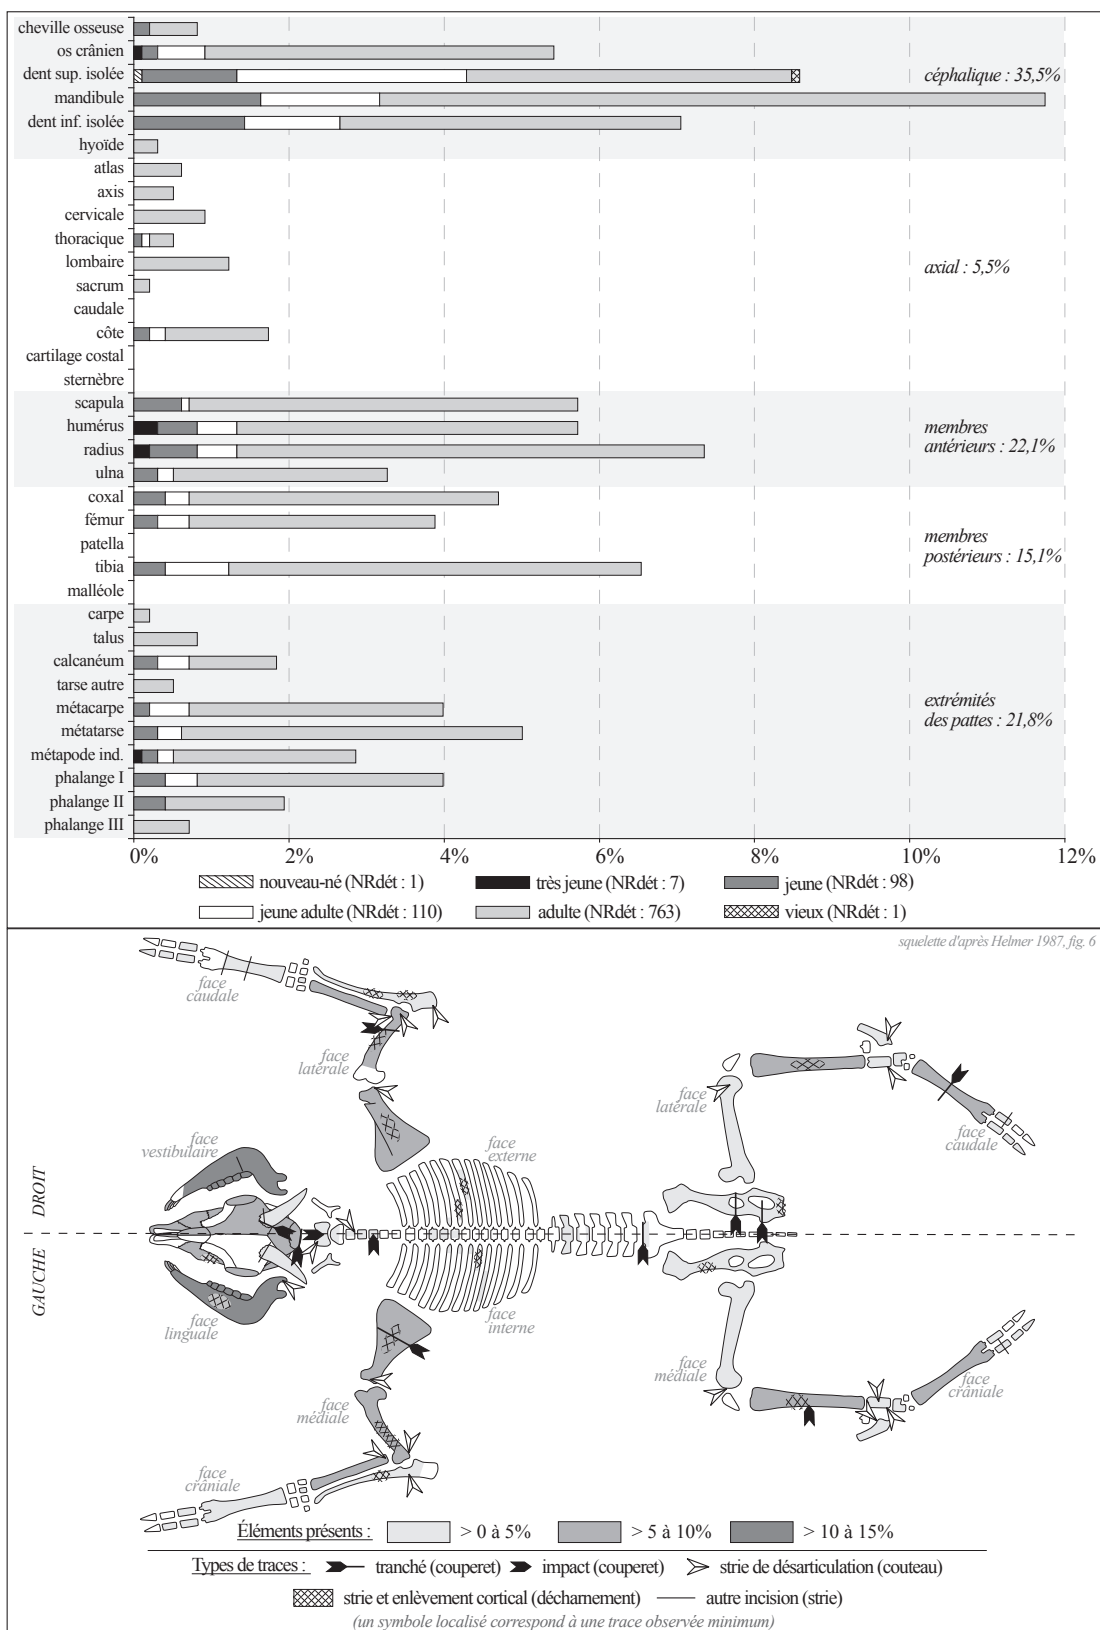 cheville osseuse
os crânien
dent sup. isolée
céphalique : 35,5%
mandibule
dent inf. isolée
hyoïde
atlas
axis
cervicale
thoracique
lombaire
axial : 5,5%
sacrum
caudale
côte
cartilage costal
sternèbre
scapula
humérus
membres
antérieurs : 22,1%
radius
ulna
coxal
fémur
patella
membres
postérieurs : 15,1%
tibia
malléole
carpe
talus
calcanéum
tarse autre
métacarpe
extrémités
des pattes : 21,8%
métatarse
métapode ind.
phalange I
phalange II
phalange III
0% 2% 4% 6% 8% 10% 12%
nouveau-né (NRdét : 1) très jeune (NRdét : 7) jeune (NRdét : 98)
jeune adulte (NRdét : 110) adulte (NRdét : 763) vieux (NRdét : 1)
squelette d'après Helmer 1987, fig. 6
face
caudale
face
latérale
face
latérale
face
caudale
face
vestibulaire
face
externe
DROIT
GAUCHE
face
linguale
face
interne
face
médiale
face
médiale
face
crâniale
face
crâniale
Éléments présents : > 0 à 5% > 5 à 10% > 10 à 15%
Types de traces : tranché (couperet) impact (couperet) strie de désarticulation (couteau)
strie et enlèvement cortical (décharnement) autre incision (strie)
(un symbole localisé correspond à une trace observée minimum)